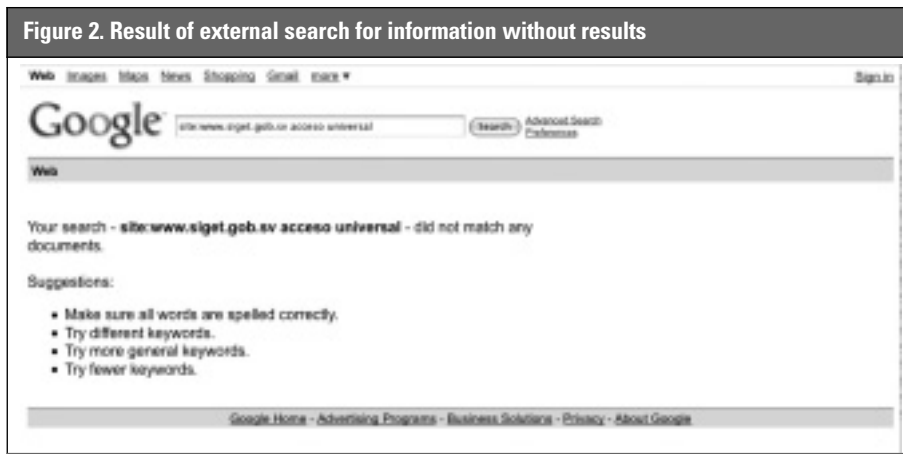 Figure 2. Result of external search for information without results
Web Images Maps News Shopping Gmail more ▼ Sign in
Google site:www.siget.gob.sv acceso universal Search Advanced Search
Preferences
Web
Your search - site:www.siget.gob.sv acceso universal - did not match any
documents.
Suggestions:
• Make sure all words are spelled correctly.
• Try different keywords.
• Try more general keywords.
• Try fewer keywords.
Google Home - Advertising Programs - Business Solutions - Privacy - About Google